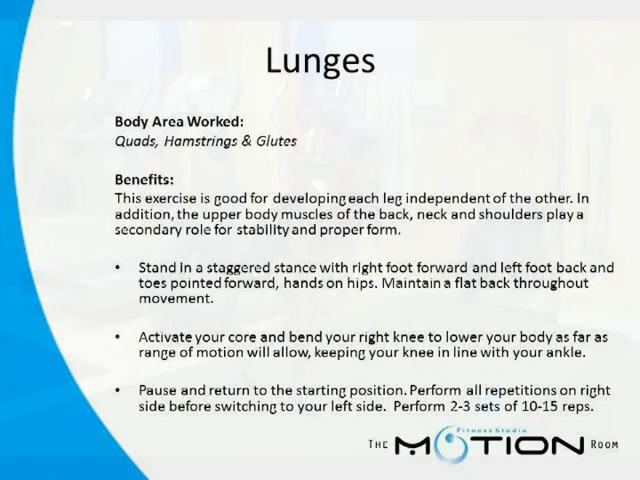 Lunges
Body Area Worked:
Quads, Hamstrings & Glutes
Benefits:
This exercise is good for developing each leg independent of the other. In
addition, the upper body muscles of the back, neck and shoulders play a
secondary role for stability and proper form.
• Stand in a staggered stance with right foot forward and left foot back and
toes pointed forward, hands on hips. Maintain a flat back throughout
movement.
• Activate your core and bend your right knee to lower your body as far as
range of motion will allow, keeping your knee in line with your ankle.
• Pause and return to the starting position. Perform all repetitions on right
side before switching to your left side. Perform 2-3 sets of 10-15 reps.
Fitness Studio
THE MOTION ROOM